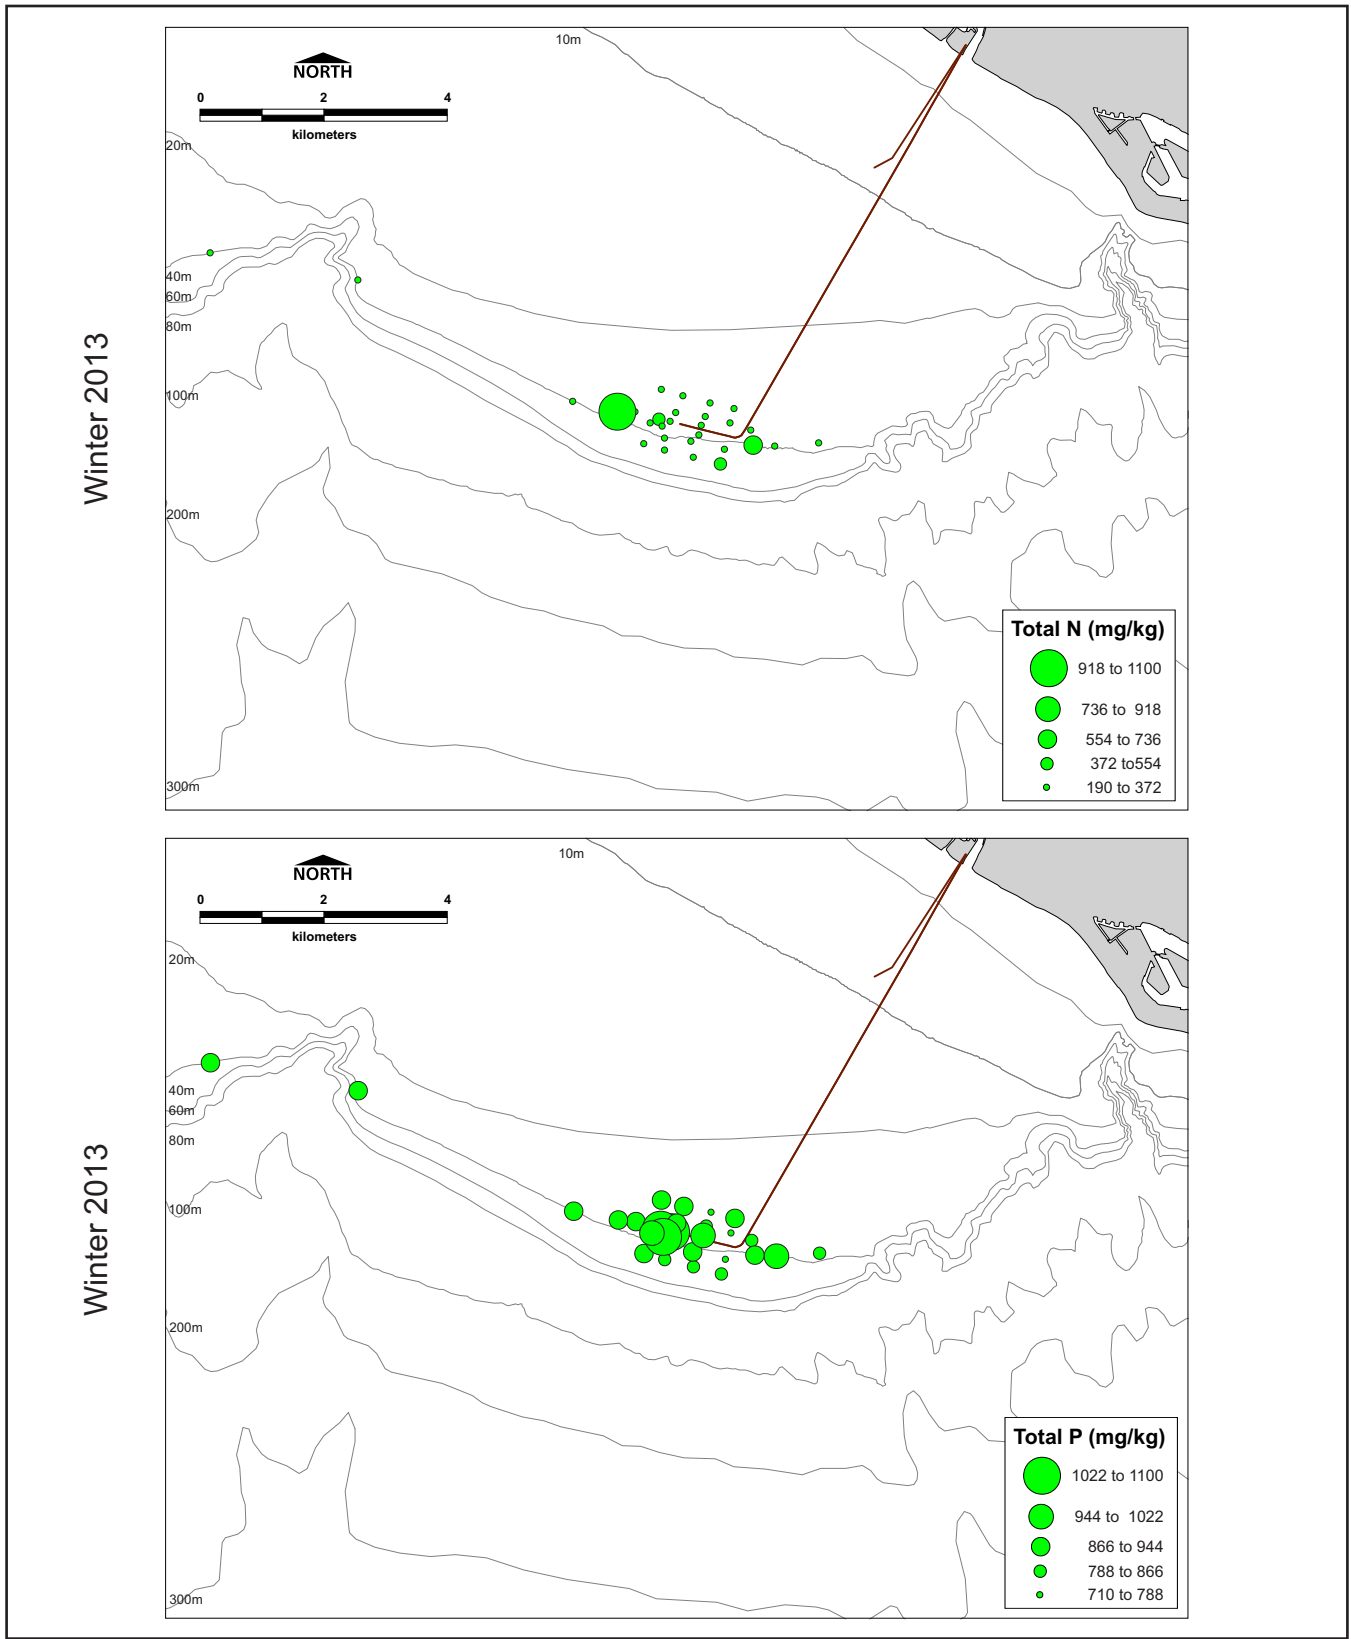 Winter 2013
10m
NORTH
0 2 4
kilometers
20m
40m
60m
80m
100m
200m
300m
Total N (mg/kg)
918 to 1100
736 to 918
554 to 736
372 to554
190 to 372
Winter 2013
10m
NORTH
0 2 4
kilometers
20m
40m
60m
80m
100m
200m
300m
Total P (mg/kg)
1022 to 1100
944 to 1022
866 to 944
788 to 866
710 to 788